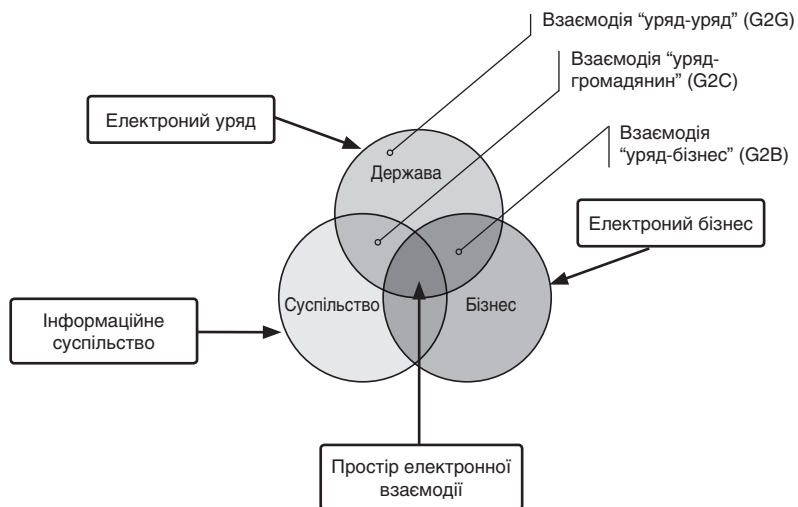 Взаємодія “уряд-уряд” (G2G)
Взаємодія “уряд-
громадянин” (G2C)
Взаємодія
“уряд-бізнес” (G2B)
Електроний уряд
Держава
Електроний бізнес
Суспільство
Бізнес
Інформаційне
суспільство
Простір електронної
взаємодії